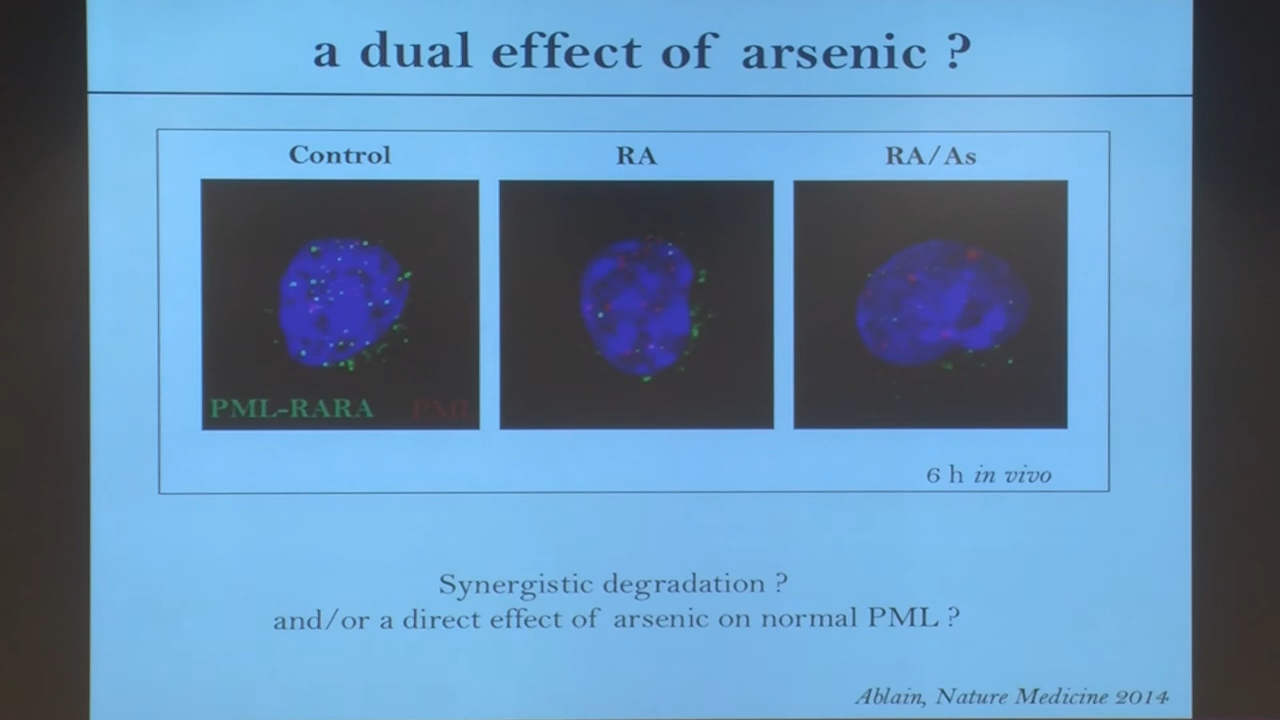 a dual effect of arsenic ?
Control
RA
RA/As
PML-RARA PML
6 h in vivo
Synergistic degradation ?
and/or a direct effect of arsenic on normal PML ?
Ablain, Nature Medicine 2014